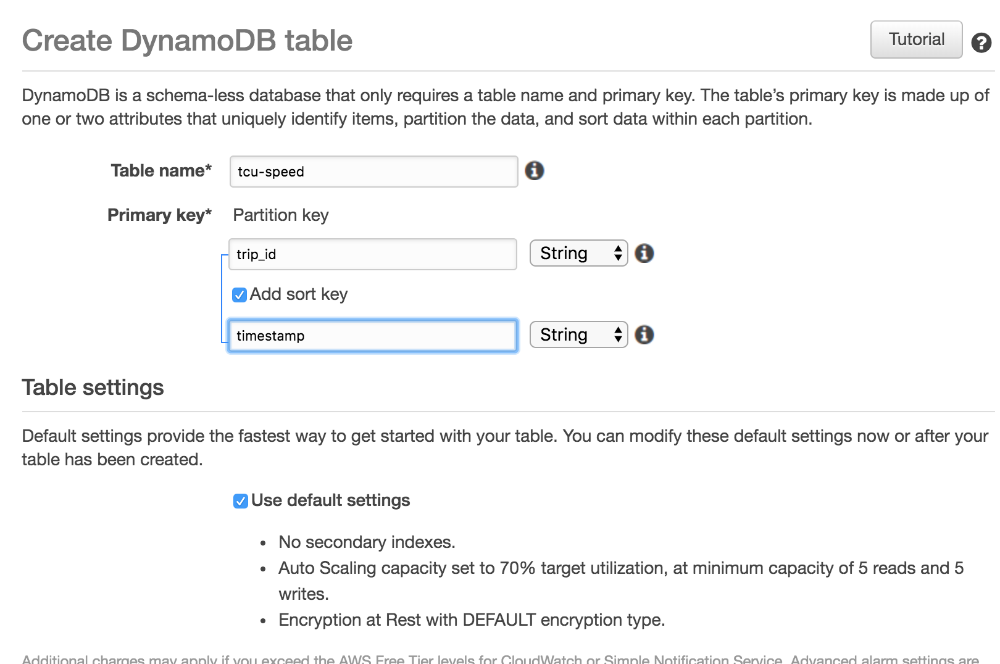 Create DynamoDB table
Tutorial
DynamoDB is a schema-less database that only requires a table name and primary key. The table’s primary key is made up of
one or two attributes that uniquely identify items, partition the data, and sort data within each partition.
Table name*
tcu-speed
Primary key*
Partition key
trip_id
String
Add sort key
timestamp
String
Table settings
Default settings provide the fastest way to get started with your table. You can modify these default settings now or after your
table has been created.
Use default settings
No secondary indexes.
Auto Scaling capacity set to 70% target utilization, at minimum capacity of 5 reads and 5
writes.
Encryption at Rest with DEFAULT encryption type.
Additional charges may apply if you exceed the AWS Free Tier levels for CloudWatch or Simple Notification Service. Advanced alarm settings are